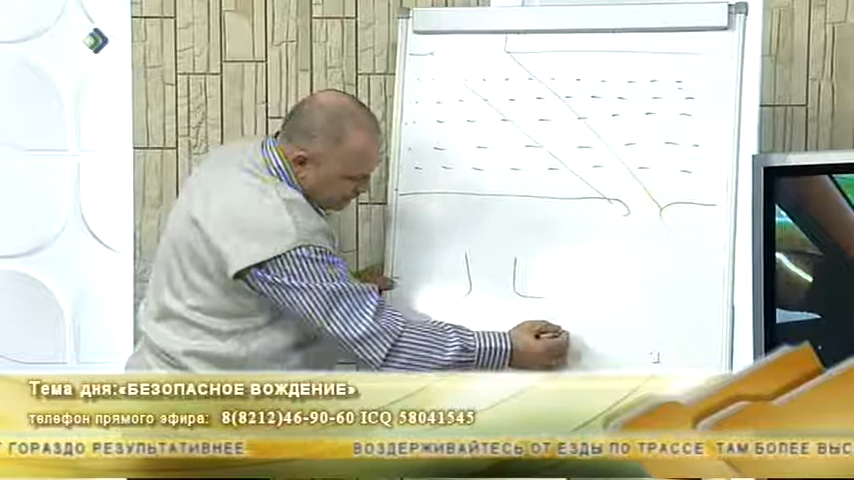 Тема дня:«БЕЗОПАСНОЕ ВОЖДЕНИЕ»
телефон прямого эфира: 8(8212)46-90-60 ICQ 58041545
ГОРАЗДО РЕЗУЛЬТАТИВНЕЕ ВОЗДЕРЖИВАЙТЕСЬ ОТ ЕЗДЫ ПО ТРАССЕ ТАМ БОЛЕЕ ВЫС